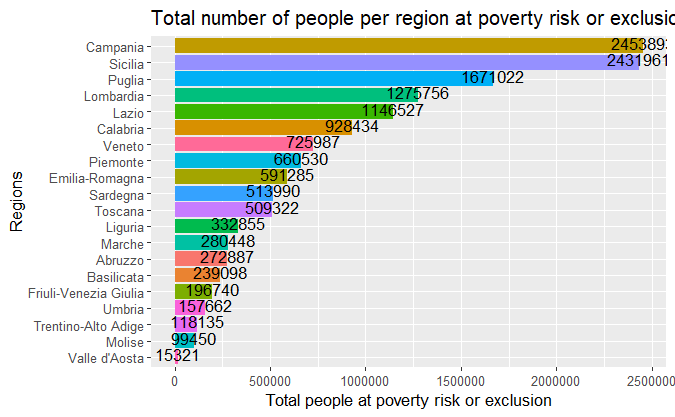 Total number of people per region at poverty risk or exclusio
Regions
Campania 245389
Sicilia 2431961
Puglia 1671022
Lombardia 1275756
Lazio 1146527
Calabria 928434
Veneto 725987
Piemonte 660530
Emilia-Romagna 591285
Sardegna 513990
Toscana 509322
Liguria 332855
Marche 280448
Abruzzo 272887
Basilicata 239098
Friuli-Venezia Giulia 196740
Umbria 157662
Trentino-Alto Adige 118135
Molise 99450
Valle d'Aosta 15321
0 500000 1000000 1500000 2000000 2500000
Total people at poverty risk or exclusion